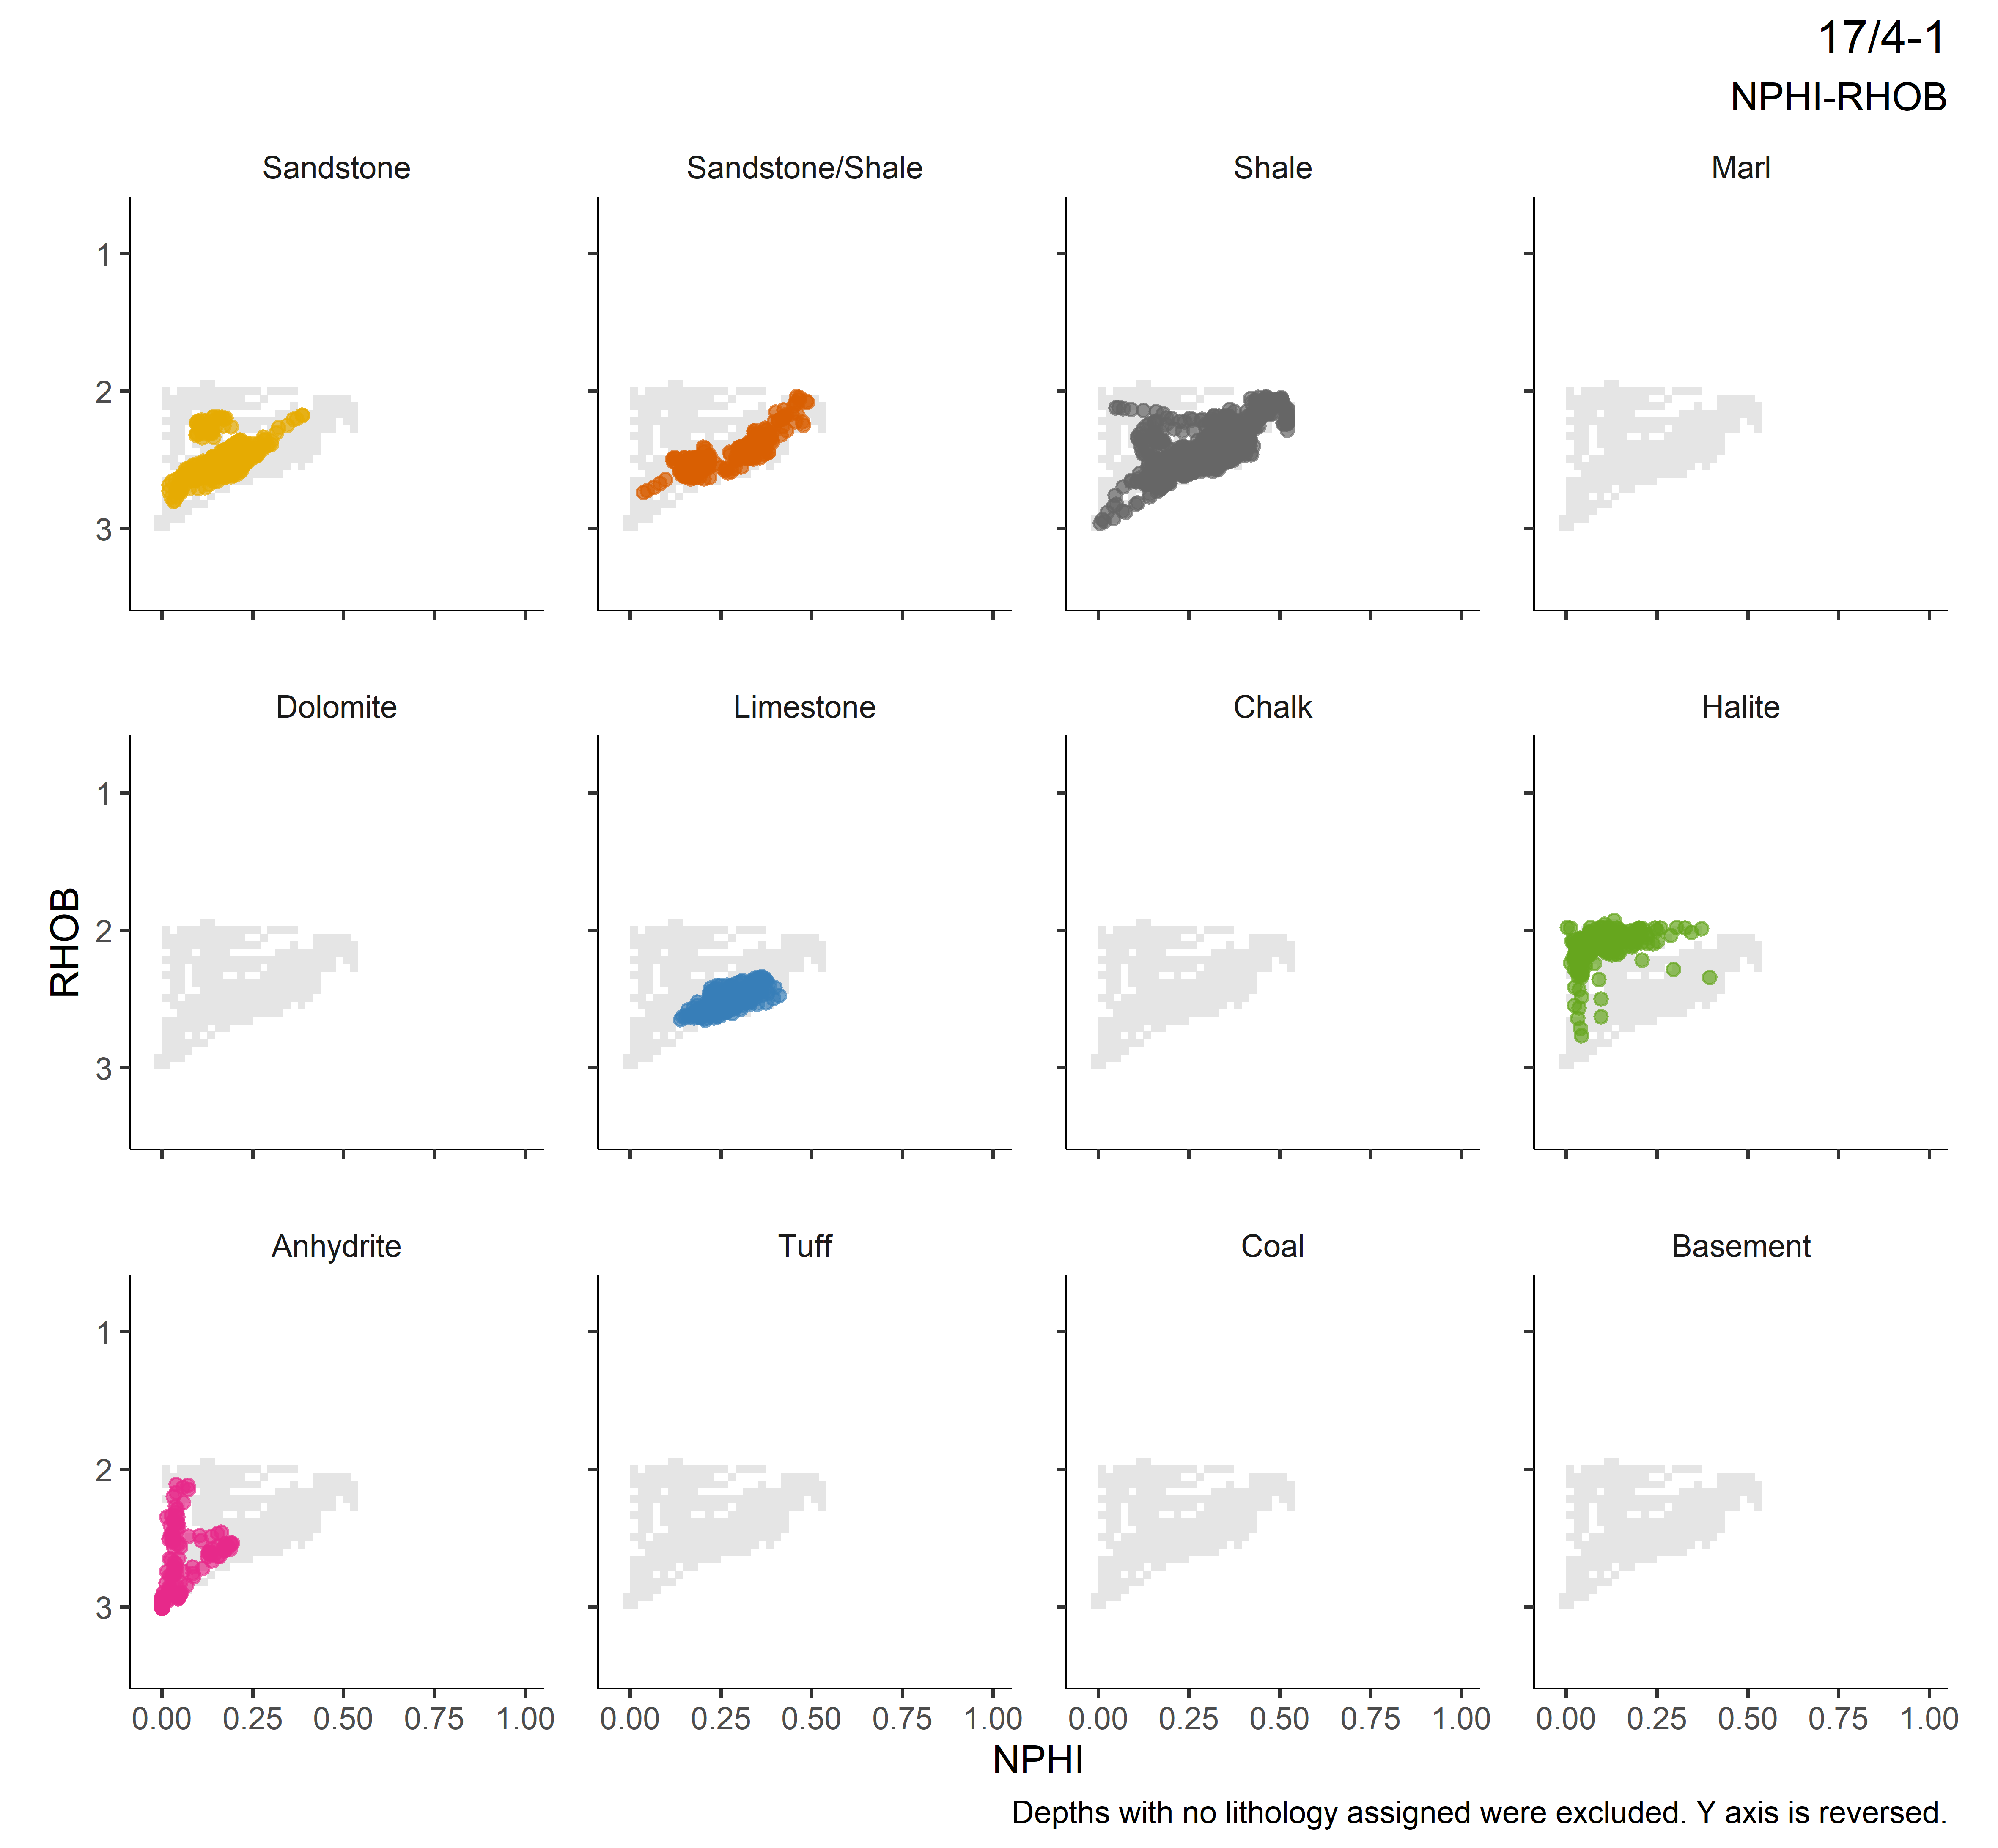 17/4-1
NPHI-RHOB
Sandstone Sandstone/Shale Shale Marl
1
2
3
Dolomite Limestone Chalk Halite
1
2
3
RHOB
Anhydrite Tuff Coal Basement
1
2
3
0.00 0.25 0.50 0.75 1.00 0.00 0.25 0.50 0.75 1.00 0.00 0.25 0.50 0.75 1.00 0.00 0.25 0.50 0.75 1.00
NPHI
Depths with no lithology assigned were excluded. Y axis is reversed.